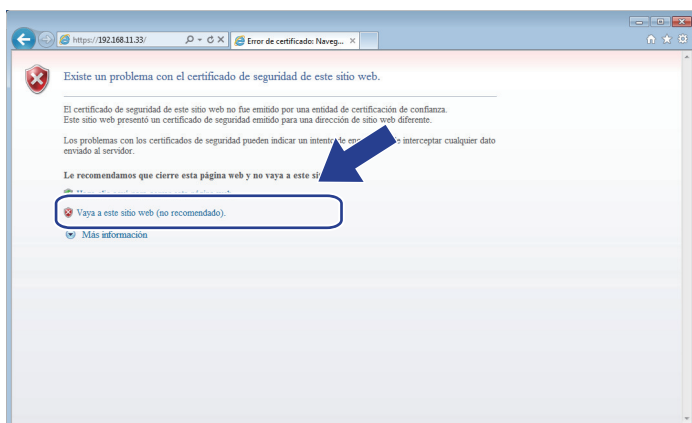 https://192.168.11.33/
Error de certificado: Naveg...
Existe un problema con el certificado de seguridad de este sitio web.
El certificado de seguridad de este sitio web no fue emitido por una entidad de certificación de confianza.
Este sitio web presentó un certificado de seguridad emitido para una dirección de sitio web diferente.
Los problemas con los certificados de seguridad pueden indicar un intento de interceptar cualquier dato
enviado al servidor.
Le recomendamos que cierre esta página web y no vaya a este
Vaya a este sitio web (no recomendado).
Más información